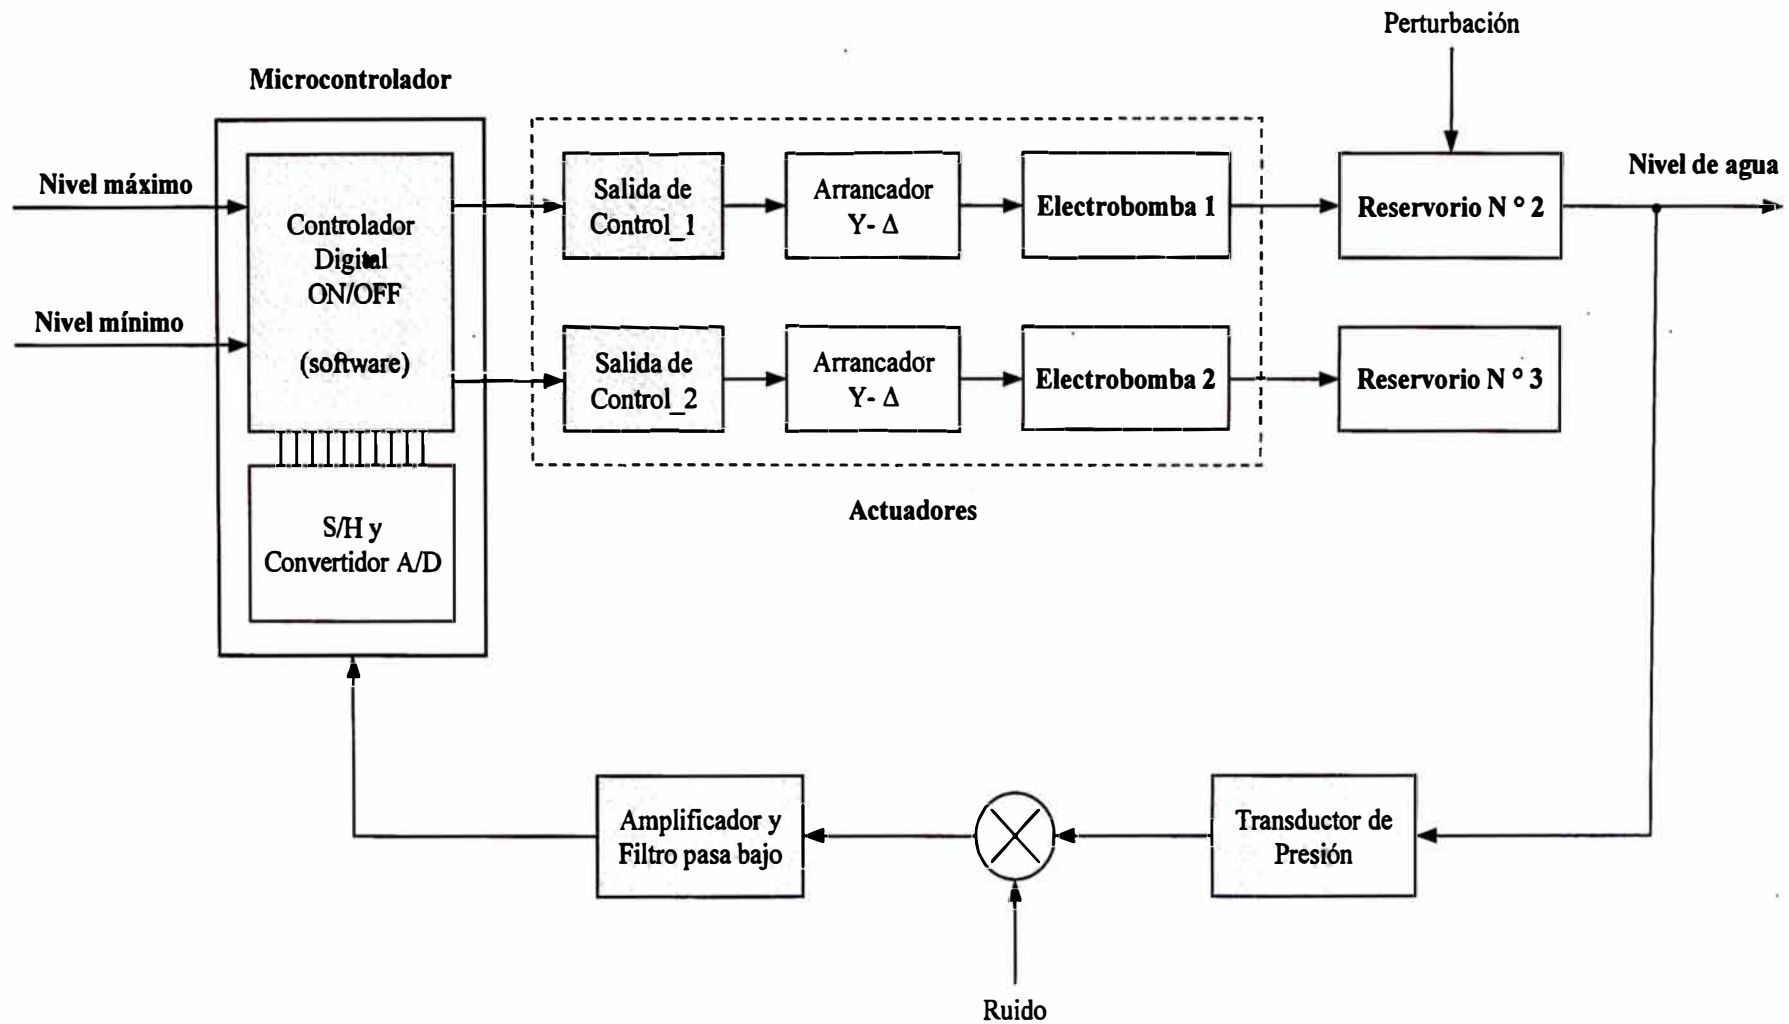 Perturbación
Microcontrolador
Nivel máximo
Nivel mínimo
Controlador
Digital
ON/OFF
(software)
S/H y
Convertidor A/D
Salida de
Control_1
Arrancador
Y- Δ
Electrobomba 1
Reservorio N ° 2
Nivel de agua
Salida de
Control_2
Arrancador
Y- Δ
Electrobomba 2
Reservorio N ° 3
Actuadores
Amplificador y
Filtro pasa bajo
Transductor de
Presión
Ruido